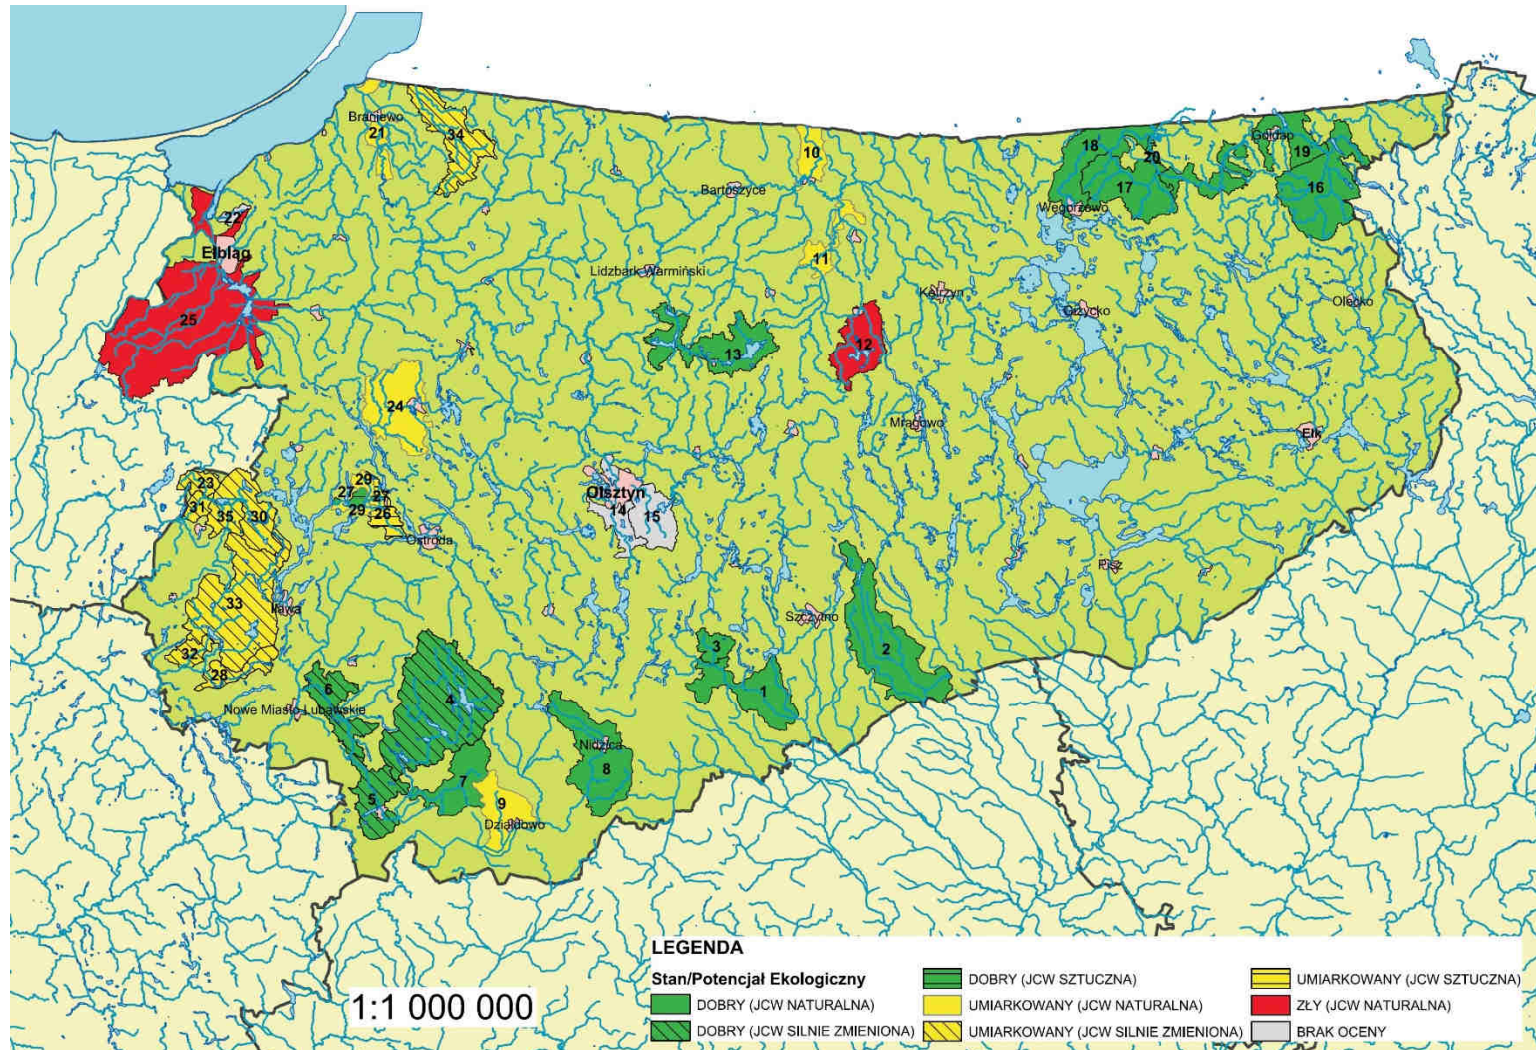 Braniewo
21
34
10
Gołdap
18
20
19
17
16
Bartoszyce
Węgorzewo
22
Elbląg
11
Lidzbark Warmiński
Kętrzyn
Giżycko
Olecko
25
13
12
24
Mrągowo
Ełk
23
29
27
27
31
35
30
29
26
Olsztyn
14
15
Ostróda
Pisz
33
Iława
Szczytno
32
28
3
2
6
4
1
Nowe Miasto Lubawskie
Nidzica
7
8
5
9
Działdowo
1:1 000 000
LEGENDA
Stan/Potencjał Ekologiczny
DOBRY (JCW NATURALNA)
DOBRY (JCW SILNIE ZMIENIONA)
DOBRY (JCW SZTUCZNA)
UMIARKOWANY (JCW NATURALNA)
UMIARKOWANY (JCW SILNIE ZMIENIONA)
UMIARKOWANY (JCW SZTUCZNA)
ZŁY (JCW NATURALNA)
BRAK OCENY